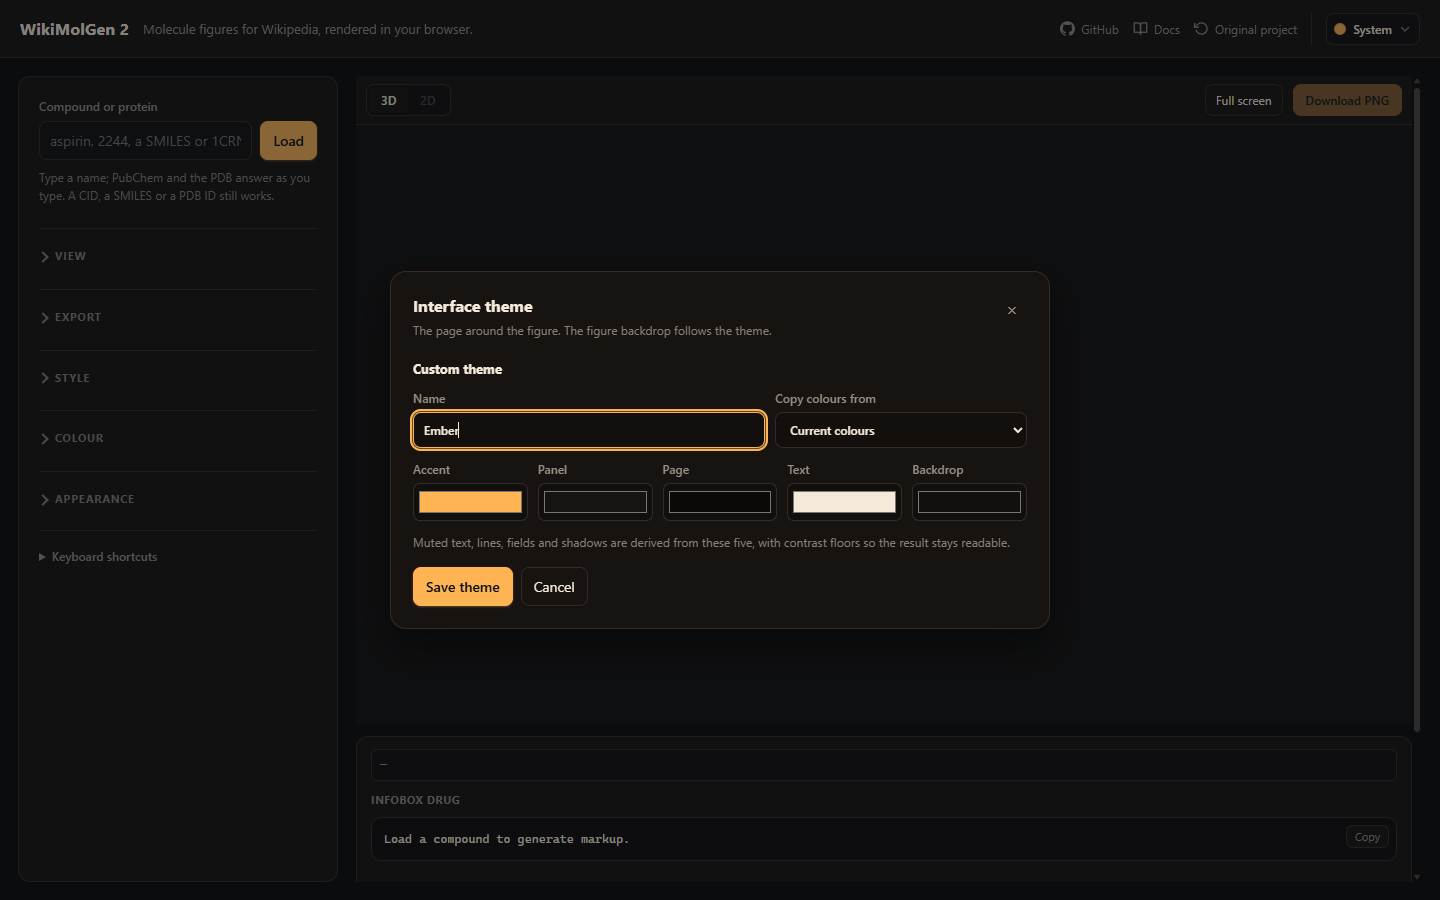 WikiMolGen 2
Molecule figures for Wikipedia, rendered in your browser.
GitHub
Docs
Original project
System
Compound or protein
aspirin, 2244, a SMILES or 1CRN
Load
Type a name; PubChem and the PDB answer as you
type. A CID, a SMILES or a PDB ID still works.
VIEW
EXPORT
STYLE
COLOUR
APPEARANCE
Keyboard shortcuts
3D
2D
Full screen
Download PNG
Interface theme
×
The page around the figure. The figure backdrop follows the theme.
Custom theme
Name
Copy colours from
Ember
Current colours
Accent
Panel
Page
Text
Backdrop
Muted text, lines, fields and shadows are derived from these five, with contrast floors so the result stays readable.
Save theme
Cancel
—
INFOBOX DRUG
Load a compound to generate markup.
Copy